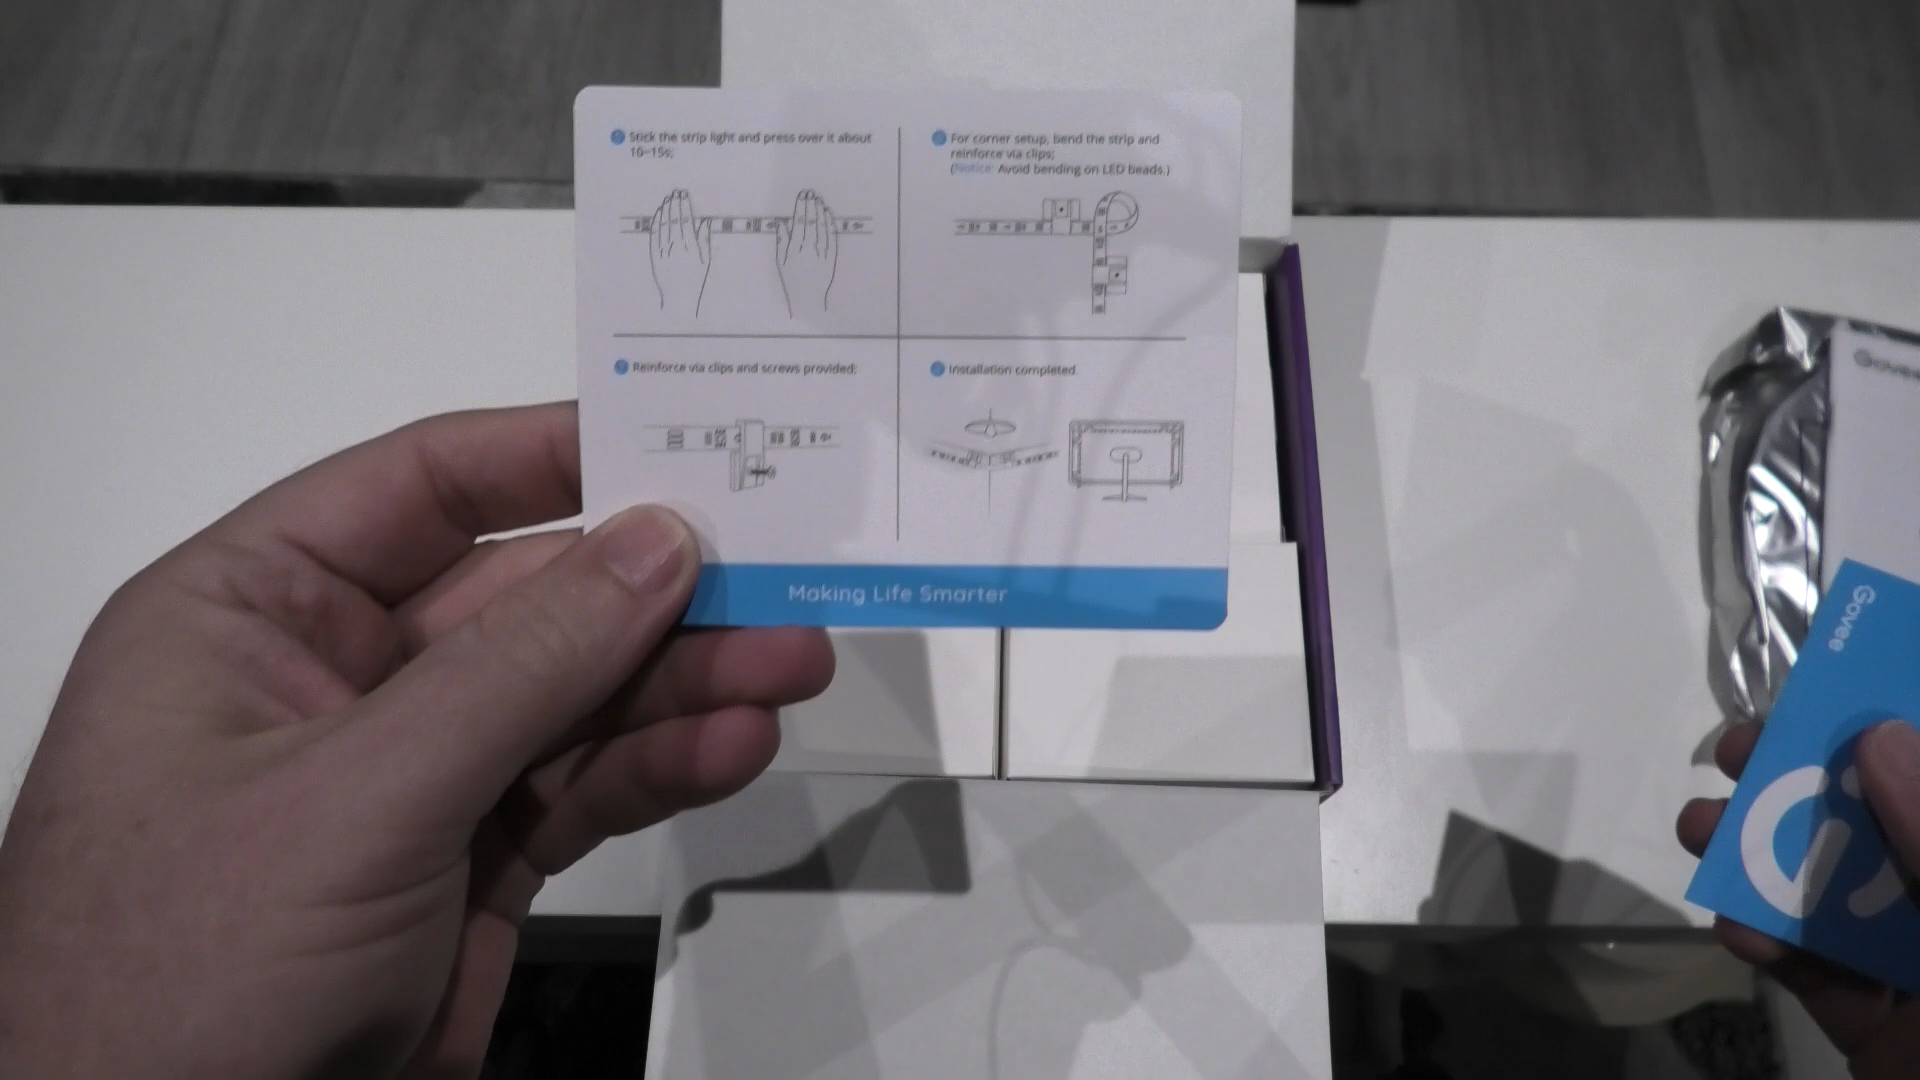 Stick the strip light and press over it about
10-15s;
For corner setup, bend the strip and
reinforce via clips;
(Notice: Avoid bending on LED beads.)
Reinforce via clips and screws provided;
Installation completed.
Making Life Smarter
Govee
Govee